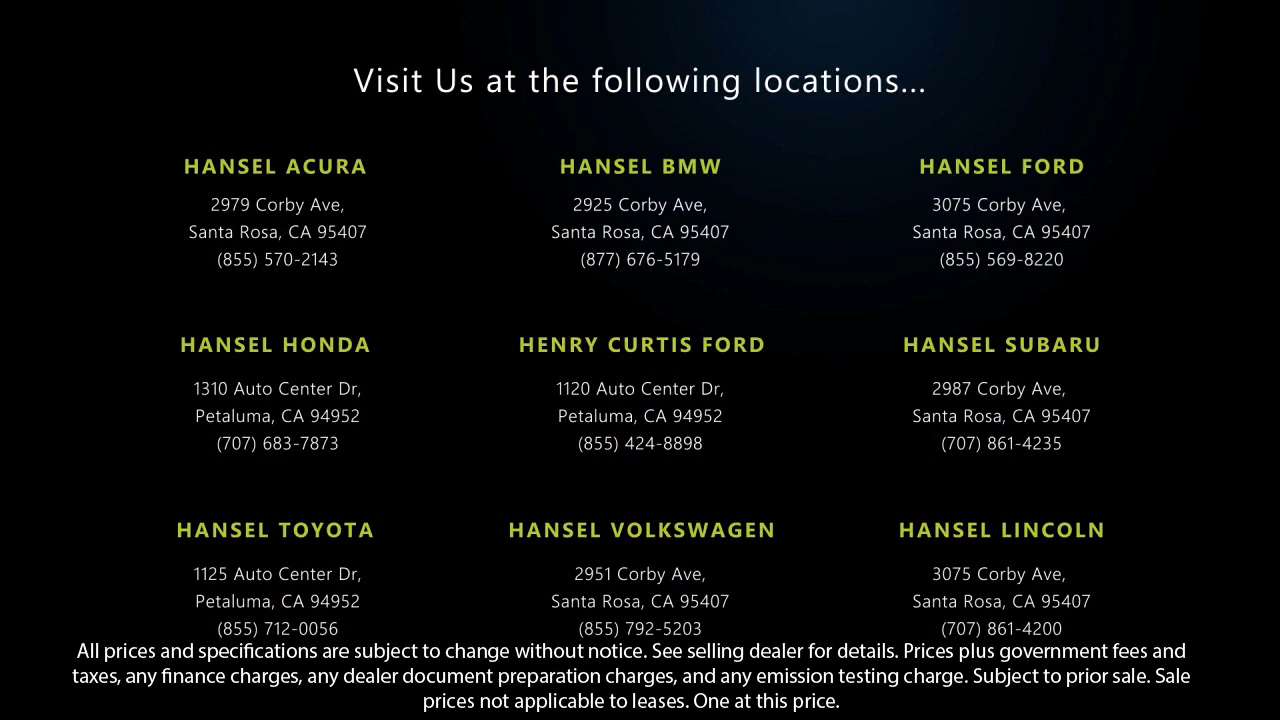 Visit Us at the following locations...
HANSEL ACURA
2979 Corby Ave,
Santa Rosa, CA 95407
(855) 570-2143
HANSEL BMW
2925 Corby Ave,
Santa Rosa, CA 95407
(877) 676-5179
HANSEL FORD
3075 Corby Ave,
Santa Rosa, CA 95407
(855) 569-8220
HANSEL HONDA
1310 Auto Center Dr,
Petaluma, CA 94952
(707) 683-7873
HENRY CURTIS FORD
1120 Auto Center Dr,
Petaluma, CA 94952
(855) 424-8898
HANSEL SUBARU
2987 Corby Ave,
Santa Rosa, CA 95407
(707) 861-4235
HANSEL TOYOTA
1125 Auto Center Dr,
Petaluma, CA 94952
(855) 712-0056
HANSEL VOLKSWAGEN
2951 Corby Ave,
Santa Rosa, CA 95407
(855) 792-5203
HANSEL LINCOLN
3075 Corby Ave,
Santa Rosa, CA 95407
(707) 861-4200
All prices and specifications are subject to change without notice. See selling dealer for details. Prices plus government fees and
taxes, any finance charges, any dealer document preparation charges, and any emission testing charge. Subject to prior sale. Sale
prices not applicable to leases. One at this price.